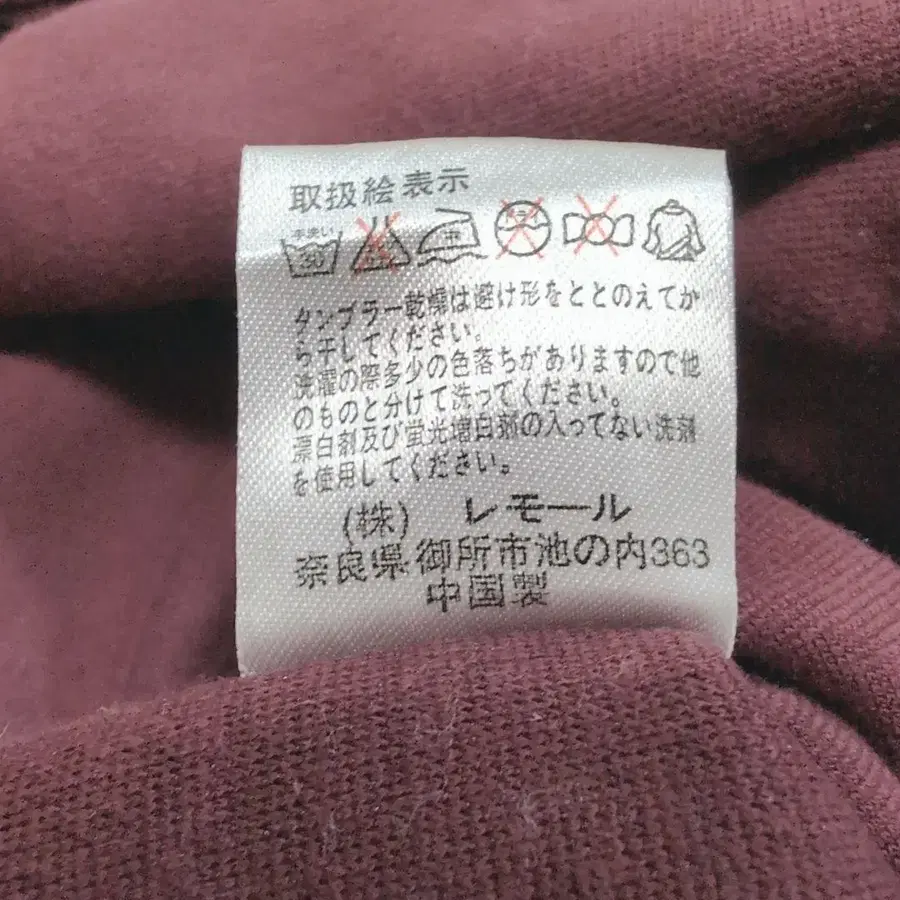 取扱絵表示
手洗い
30
中
ドライ
タンブラー乾燥は避け形をととのえてか
ら干してください。
洗濯の際多少の色落ちがありますので他
のものと分けて洗ってください。
漂白剤及び蛍光増白剤の入ってない洗剤
を使用してください。
(株) レモール
奈良県御所市池の内363
中国製